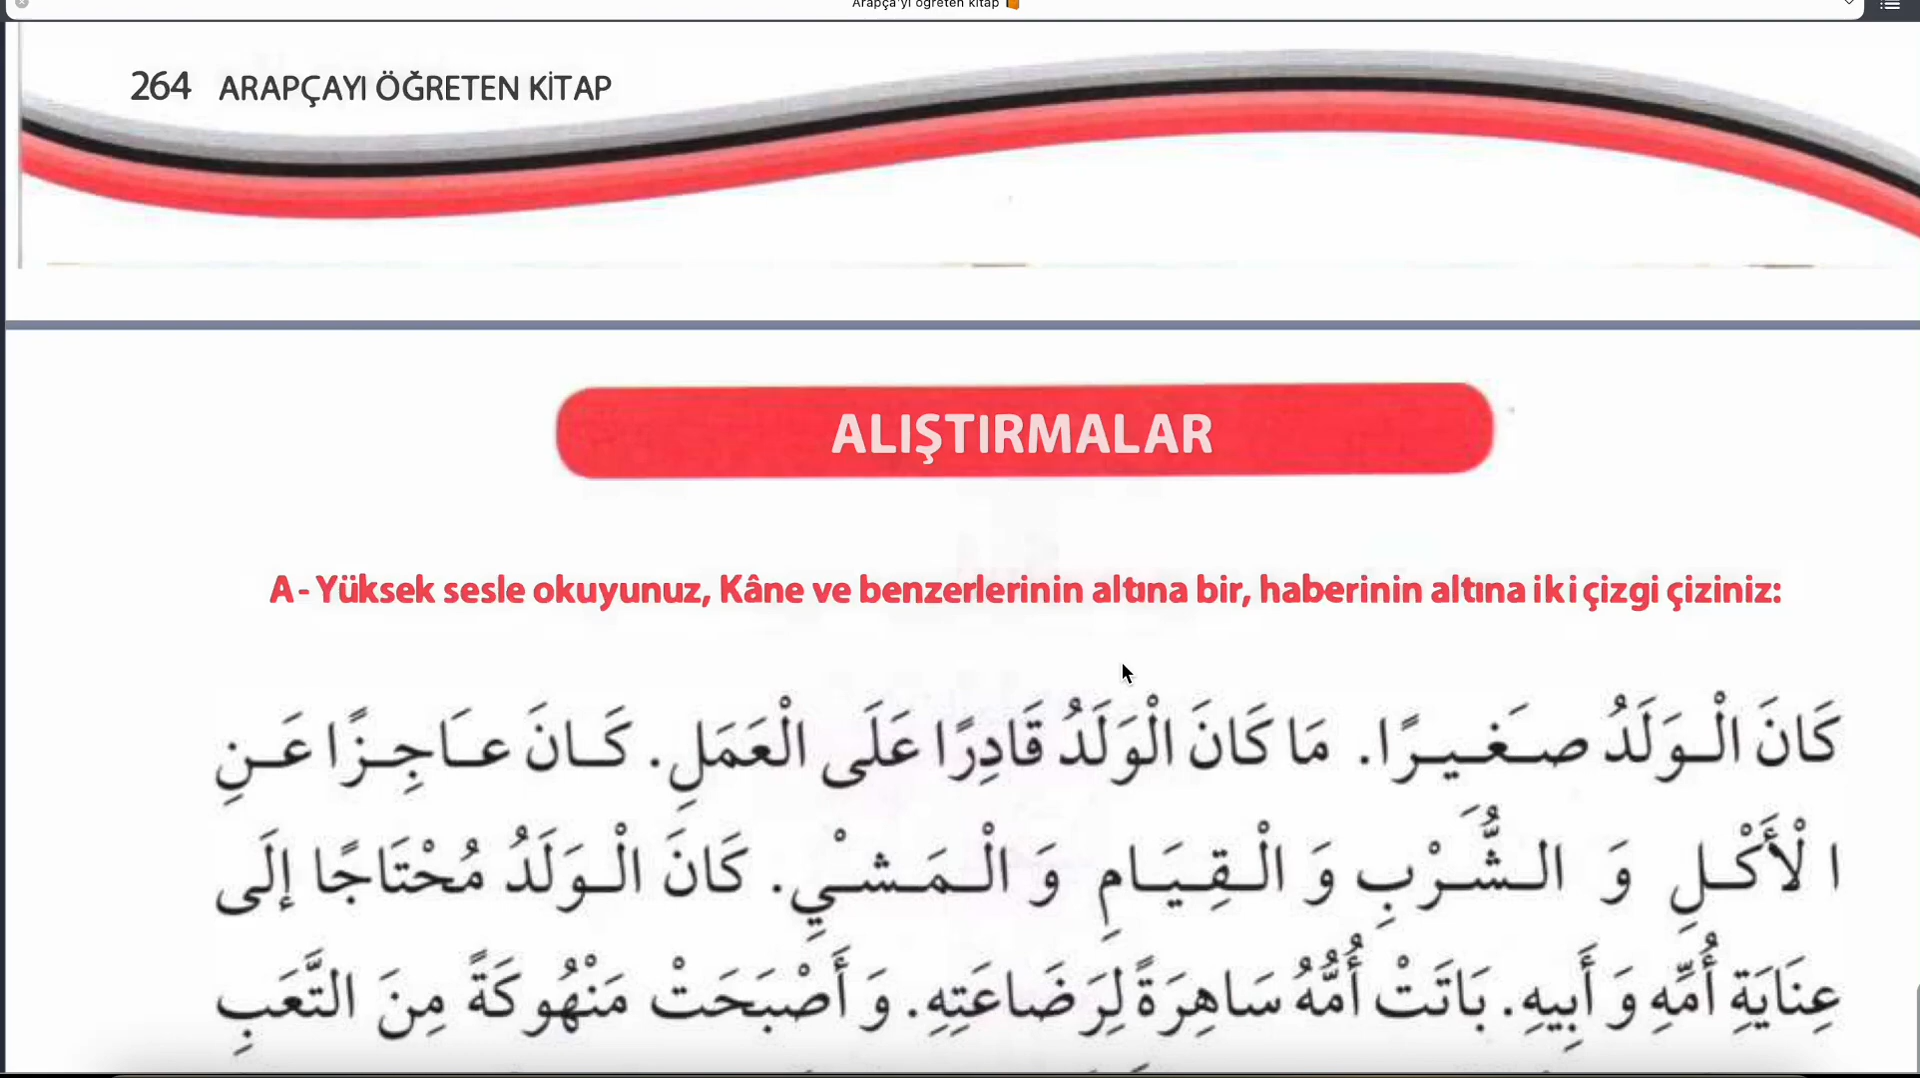 Arapça'yı öğreten kitap
264 ARAPÇAYI ÖĞRETEN KİTAP
ALIŞTIRMALAR
A- Yüksek sesle okuyunuz, Kâne ve benzerlerinin altına bir, haberinin altına iki çizgi çiziniz:
كَانَ الْوَلَدُ صَغِيرًا. مَا كَانَ الْوَلَدُ قَادِرًا عَلَى الْعَمَلِ. كَانَ عَاجِزًا عَنِ
الْأَكْلِ وَ الشُّرْبِ وَ الْقِيَامِ وَ الْمَشْيِ. كَانَ الْوَلَدُ مُحْتَاجًا إلَى
عِنَايَةِ أُمِّهِ وَ أَبِيهِ. بَاتَتْ أُمُّهُ سَاهِرَةً لِرَضَاعَتِهِ. وَ أَصْبَحَتْ مَنْهُوكَةً مِنَ التَّعَبِ